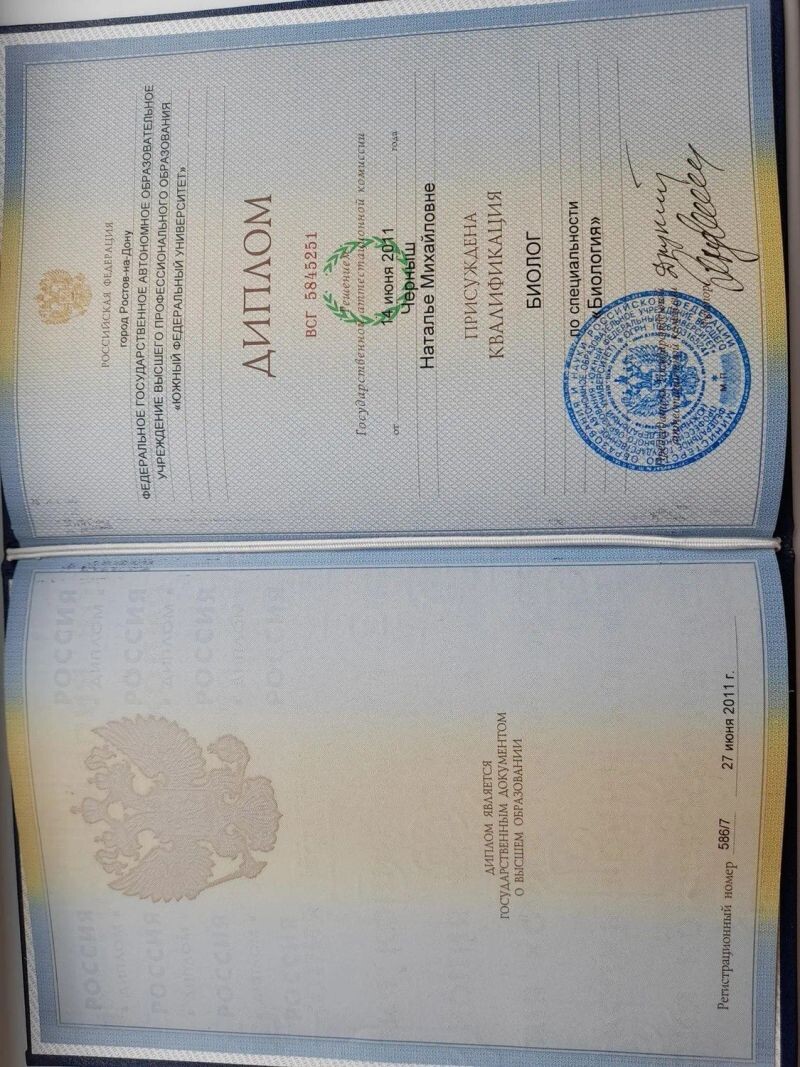 ДИПЛОМ ЯВЛЯЕТСЯ
ГОСУДАРСТВЕННЫМ ДОКУМЕНТОМ
О ВЫСШЕМ ОБРАЗОВАНИИ
Регистрационный номер 586/7 27 июня 2011 г.
РОССИЙСКАЯ ФЕДЕРАЦИЯ
город Ростов-на-Дону
ФЕДЕРАЛЬНОЕ ГОСУДАРСТВЕННОЕ АВТОНОМНОЕ ОБРАЗОВАТЕЛЬНОЕ
УЧРЕЖДЕНИЕ ВЫСШЕГО ПРОФЕССИОНАЛЬНОГО ОБРАЗОВАНИЯ
«ЮЖНЫЙ ФЕДЕРАЛЬНЫЙ УНИВЕРСИТЕТ»
ДИПЛОМ
ВСГ 5845251
Решением
Государственной аттестационной комиссии
от 14 июня 2011 года
Черныш
Наталье Михайловне
ПРИСУЖДЕНА
КВАЛИФИКАЦИЯ
БИОЛОГ
по специальности
«Биология»
М.П.